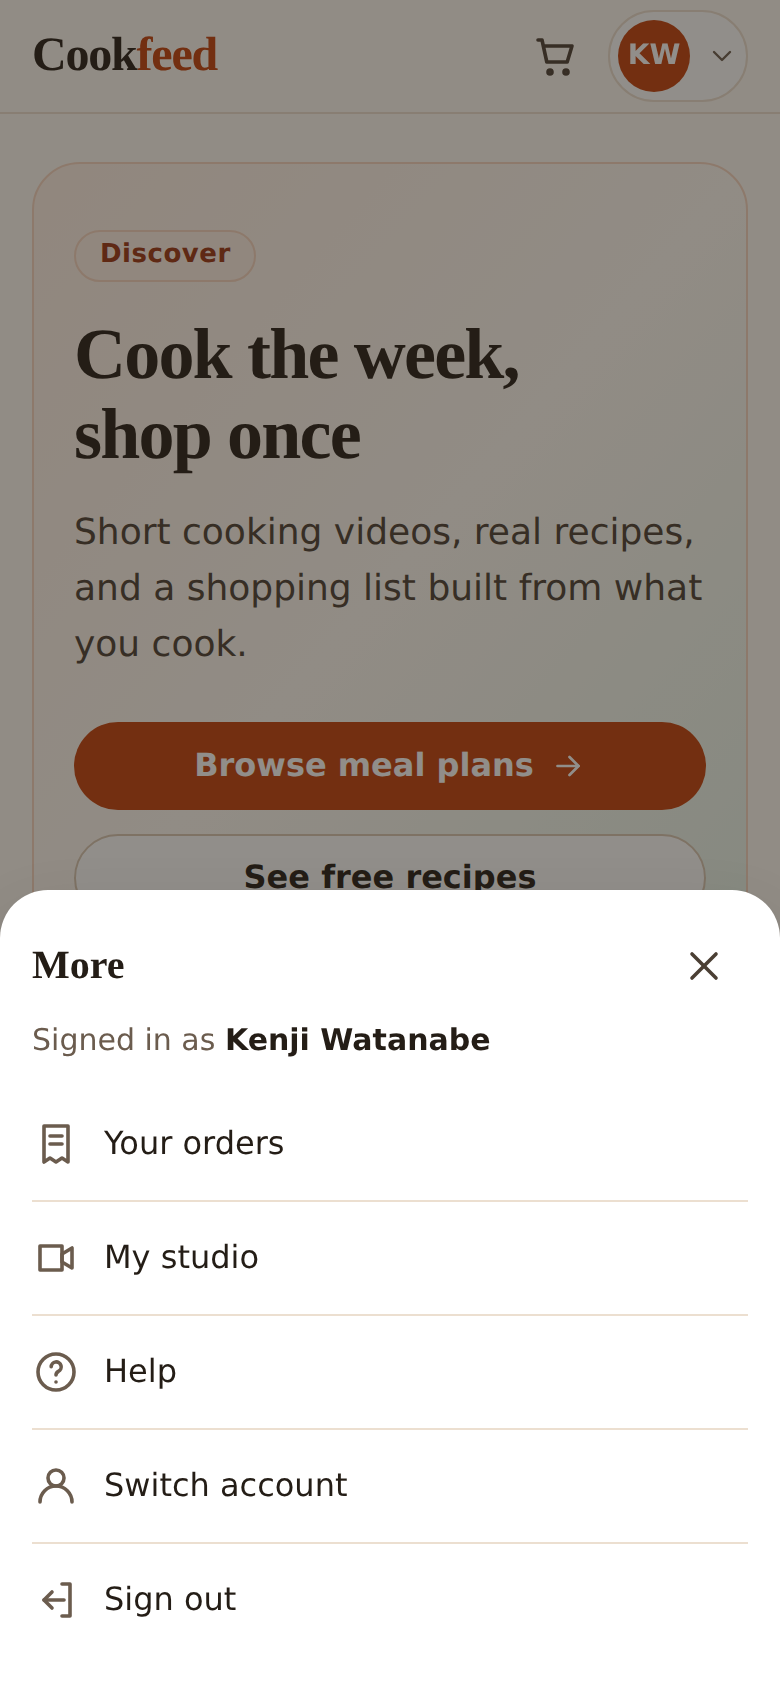 Cookfeed
KW
Discover
Cook the week,
shop once
Short cooking videos, real recipes,
and a shopping list built from what
you cook.
Browse meal plans →
See free recipes
More
Signed in as Kenji Watanabe
Your orders
My studio
Help
Switch account
Sign out